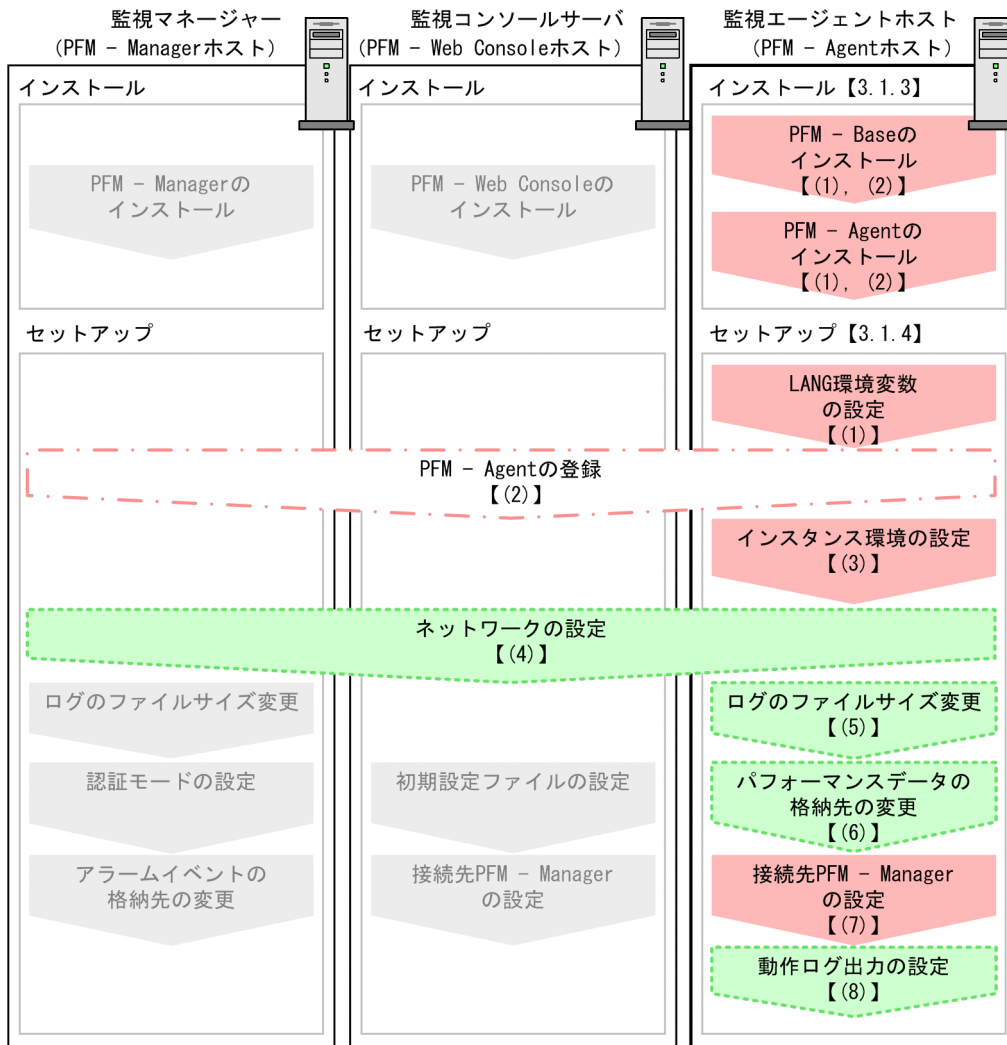 監視マネージャー
(PFM - Managerホスト)
監視コンソールサーバ
(PFM - Web Consoleホスト)
監視エージェントホスト
(PFM - Agentホスト)
インストール
インストール
インストール【3.1.3】
PFM - Managerの
インストール
PFM - Web Consoleの
インストール
PFM - Baseの
インストール
【(1), (2)】
PFM - Agentの
インストール
【(1), (2)】
セットアップ
セットアップ
セットアップ【3.1.4】
LANG環境変数
の設定
【(1)】
PFM - Agentの登録
【(2)】
インスタンス環境の設定
【(3)】
ネットワークの設定
【(4)】
ログのファイルサイズ変更
ログのファイルサイズ変更
【(5)】
認証モードの設定
初期設定ファイルの設定
パフォーマンスデータの
格納先の変更
【(6)】
アラームイベントの
格納先の変更
接続先PFM - Manager
の設定
接続先PFM - Manager
の設定
【(7)】
動作ログ出力の設定
【(8)】